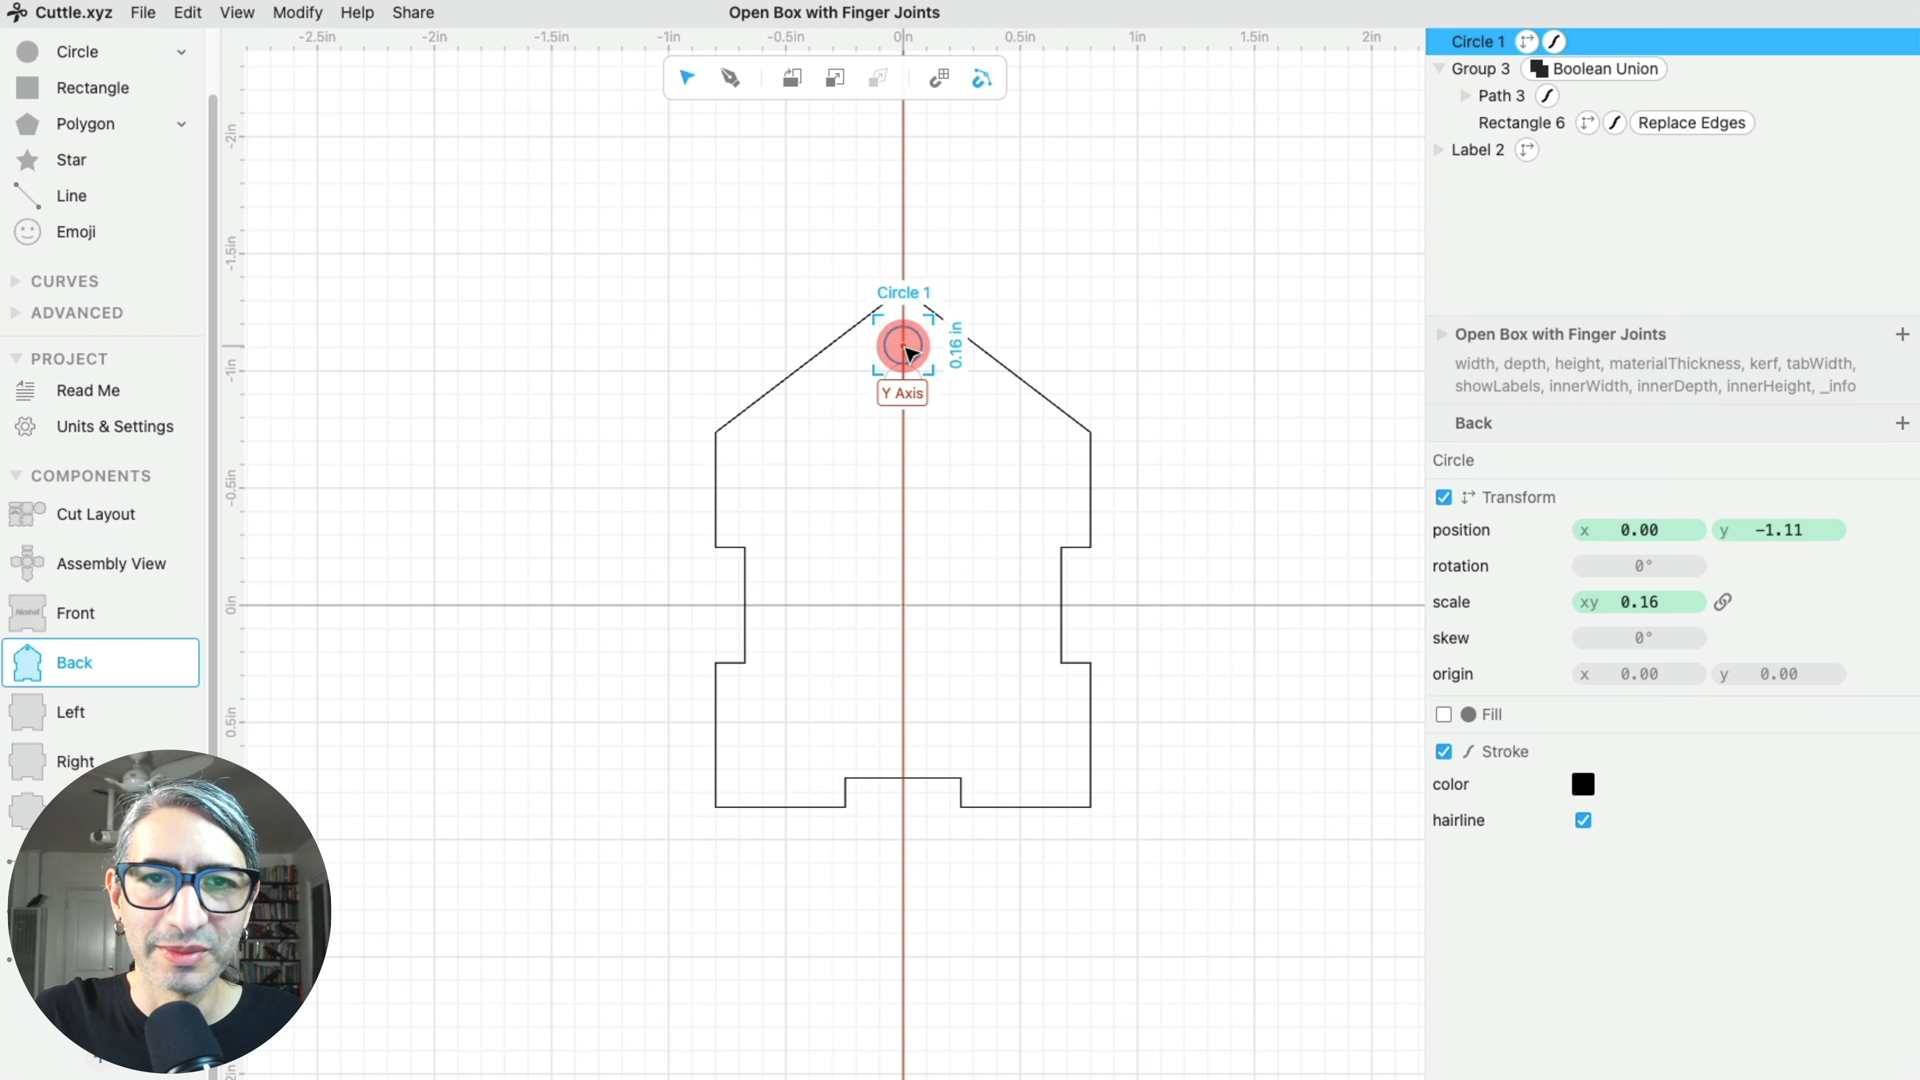 Cuttle.xyz File Edit View Modify Help Share
Open Box with Finger Joints
-2.5in -2in -1.5in -1in -0.5in 0in 0.5in 1in 1.5in 2in
-2in
-1.5in
-1in
-0.5in
0in
0.5in
Circle
Rectangle
Polygon
Star
Line
Emoji
CURVES
ADVANCED
PROJECT
Read Me
Units & Settings
COMPONENTS
Cut Layout
Assembly View
Front
Back
Left
Right
Circle 1
0.16 in
Y Axis
Circle 1
Group 3 Boolean Union
Path 3
Rectangle 6 Replace Edges
Label 2
Open Box with Finger Joints
width, depth, height, materialThickness, kerf, tabWidth,
showLabels, innerWidth, innerDepth, innerHeight, _info
Back
Circle
Transform
position x 0.00 y -1.11
rotation 0°
scale xy 0.16
skew 0°
origin x 0.00 y 0.00
Fill
Stroke
color
hairline